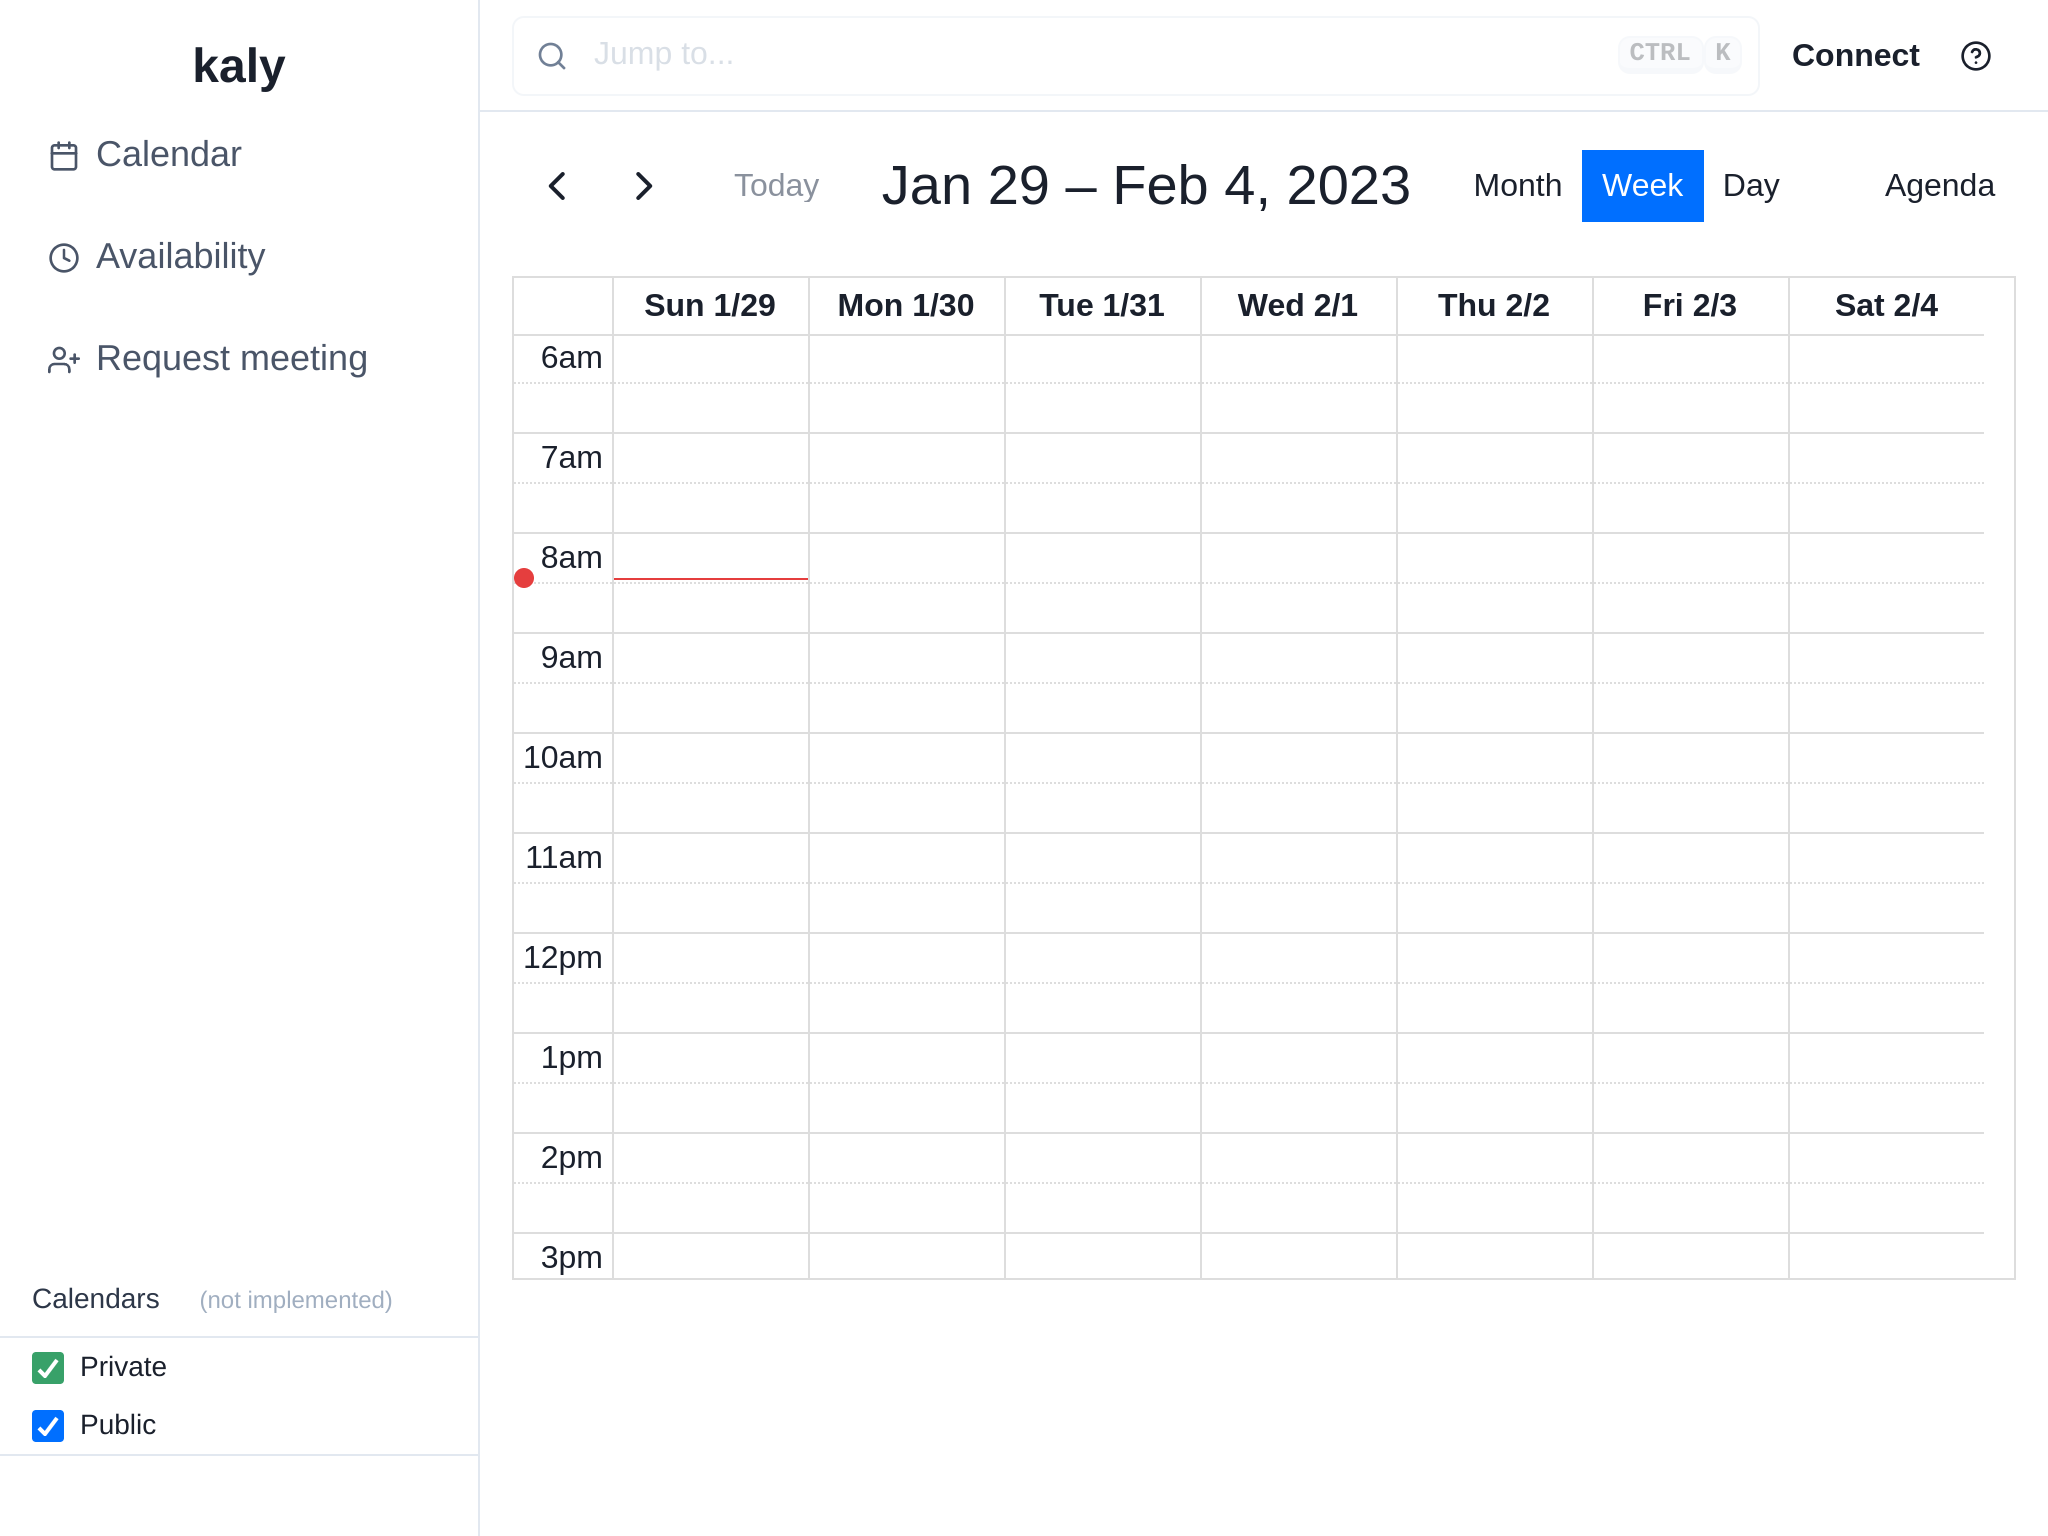 kaly
Calendar
Availability
Request meeting
Calendars (not implemented)
Private
Public
Jump to... CTRL K Connect
Today Jan 29 – Feb 4, 2023 Month Week Day Agenda
Sun 1/29 Mon 1/30 Tue 1/31 Wed 2/1 Thu 2/2 Fri 2/3 Sat 2/4
6am
7am
8am
9am
10am
11am
12pm
1pm
2pm
3pm